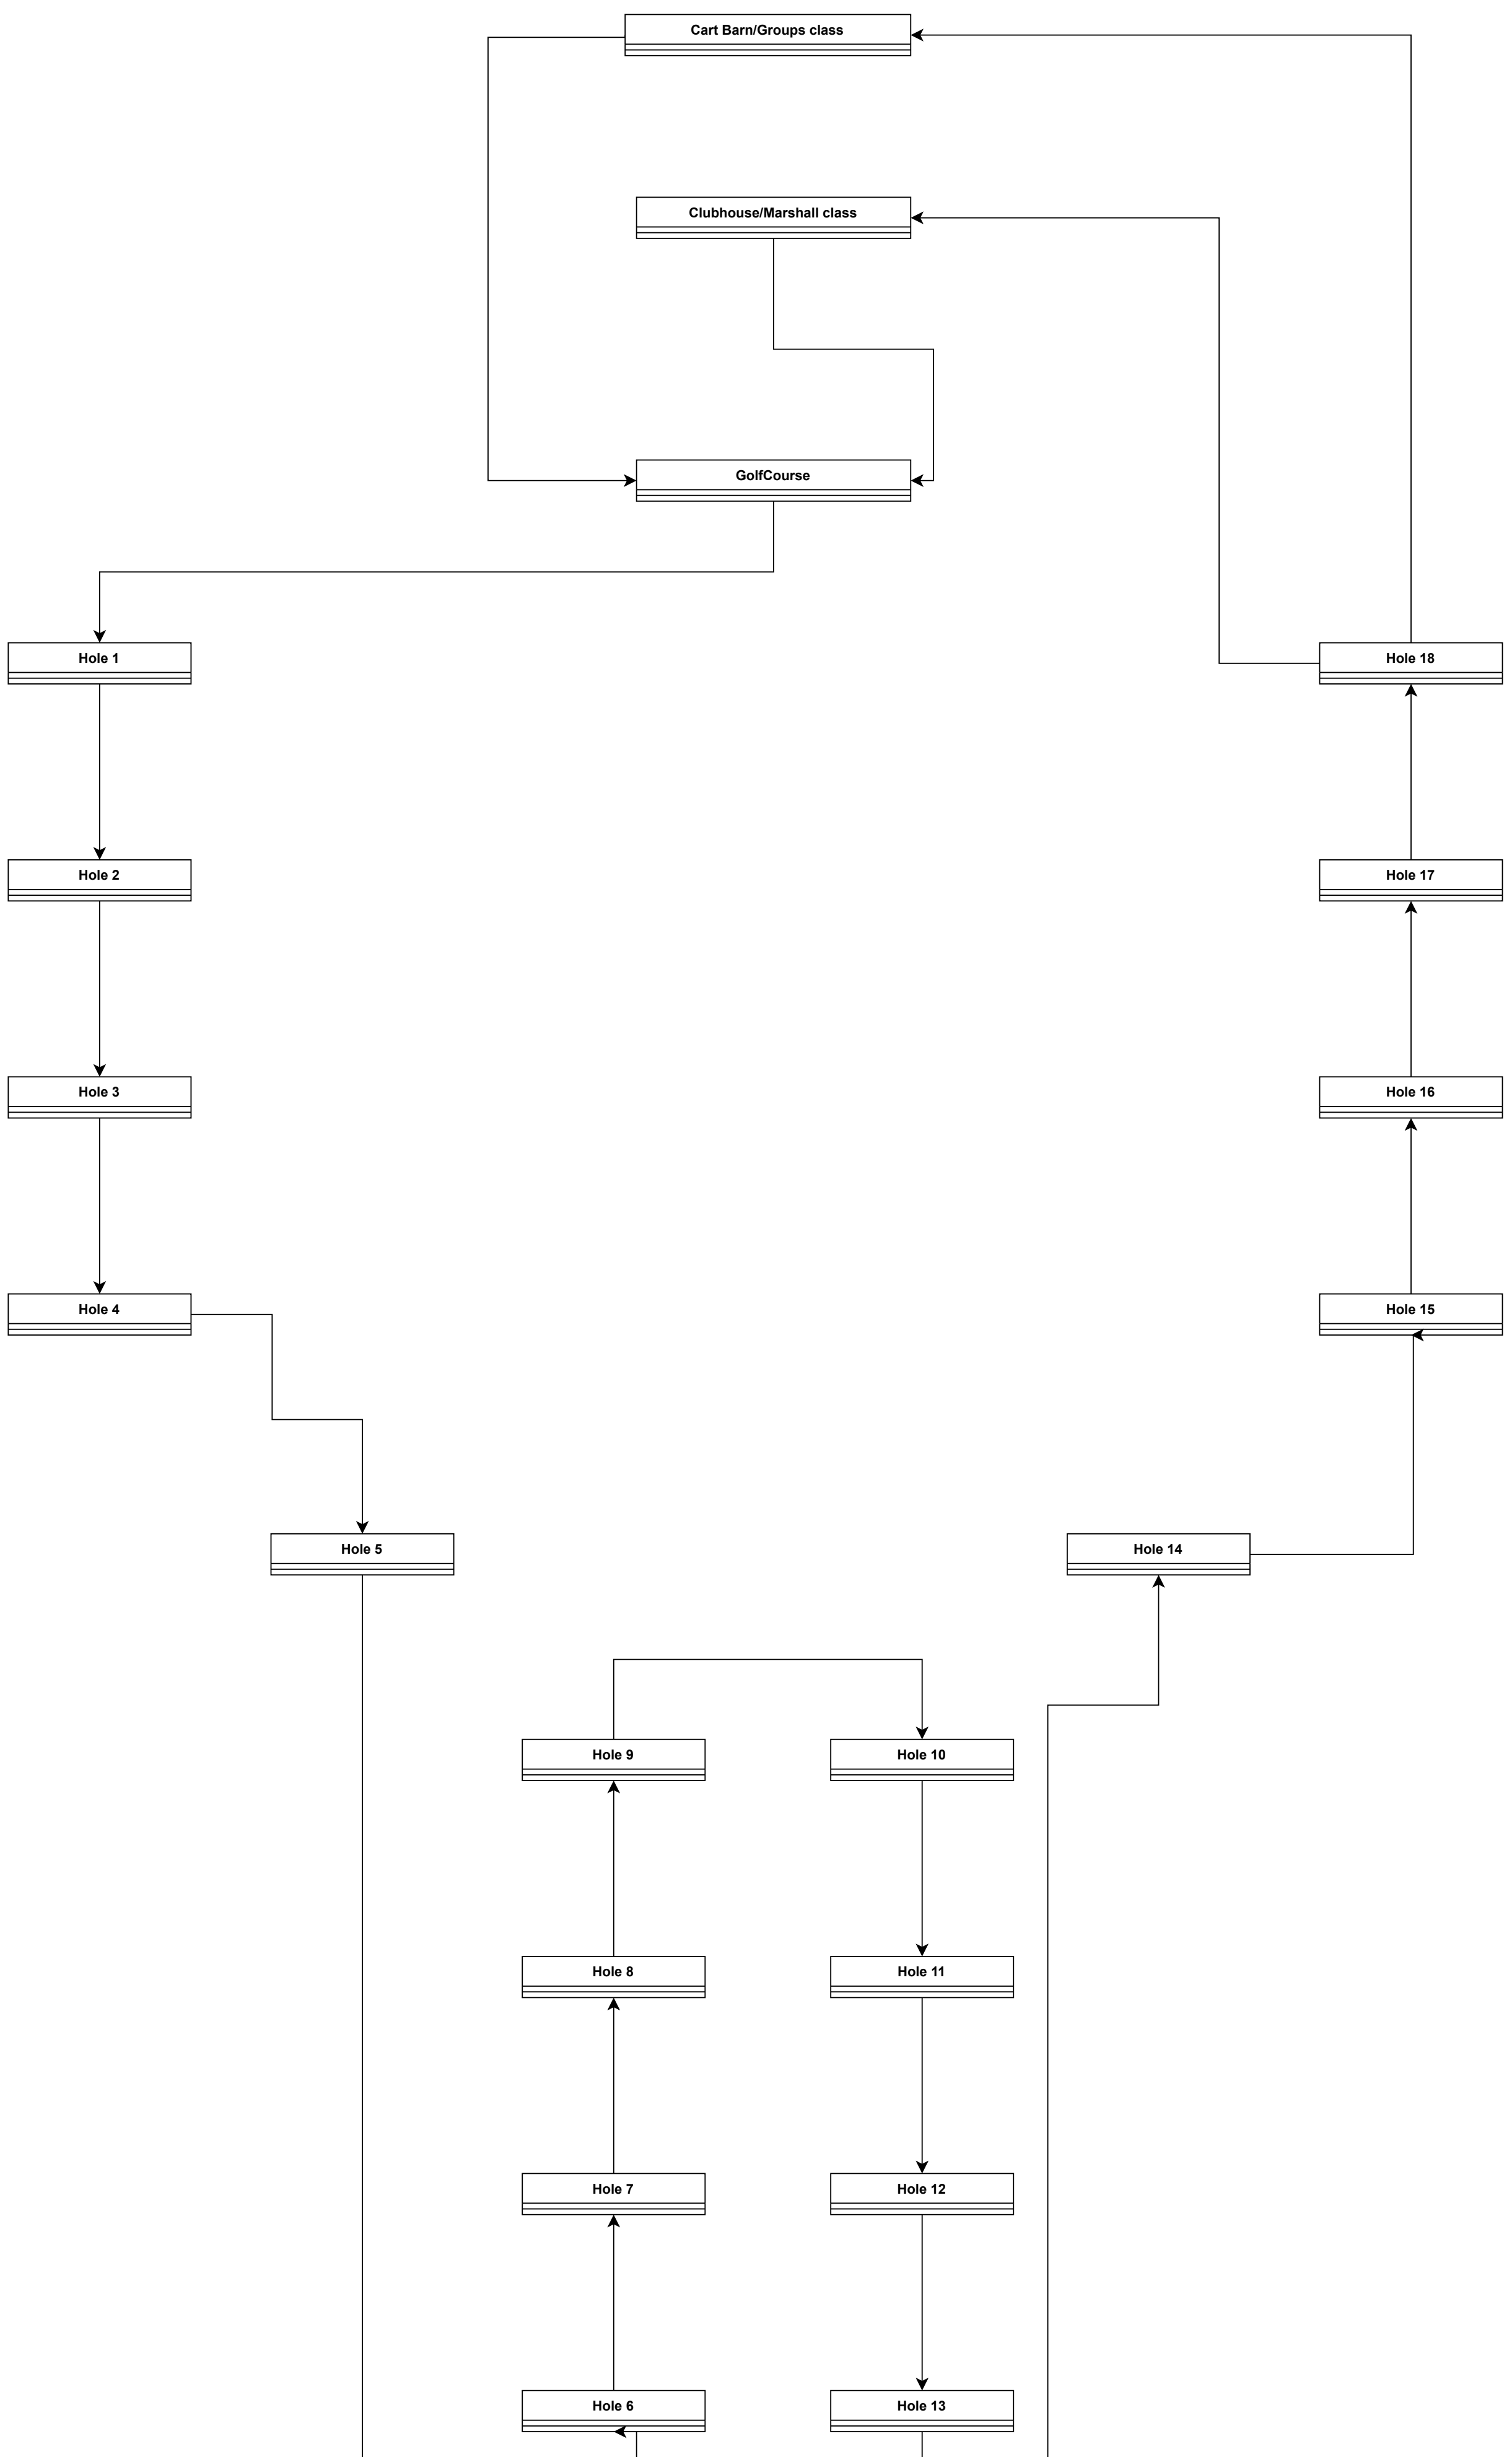 Cart Barn/Groups class
Clubhouse/Marshall class
GolfCourse
Hole 1
Hole 18
Hole 2
Hole 17
Hole 3
Hole 16
Hole 4
Hole 15
Hole 5
Hole 14
Hole 9
Hole 10
Hole 8
Hole 11
Hole 7
Hole 12
Hole 6
Hole 13